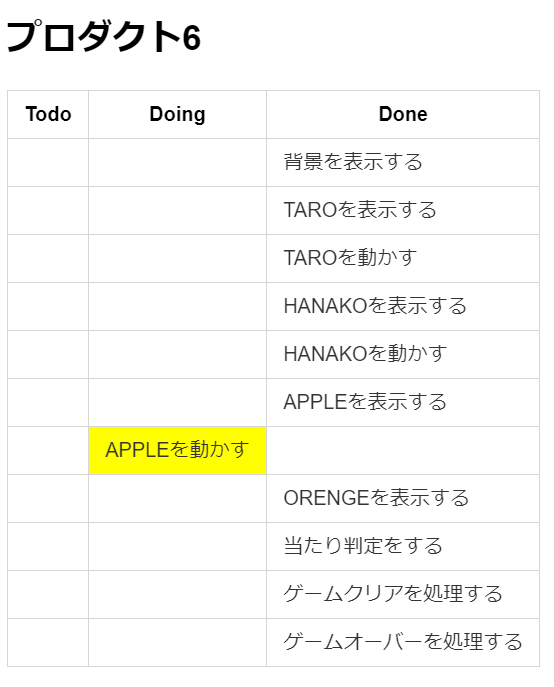 プロダクト6
Todo Doing Done
背景を表示する
TAROを表示する
TAROを動かす
HANAKOを表示する
HANAKOを動かす
APPLEを表示する
APPLEを動かす
ORENGEを表示する
当たり判定をする
ゲームクリアを処理する
ゲームオーバーを処理する